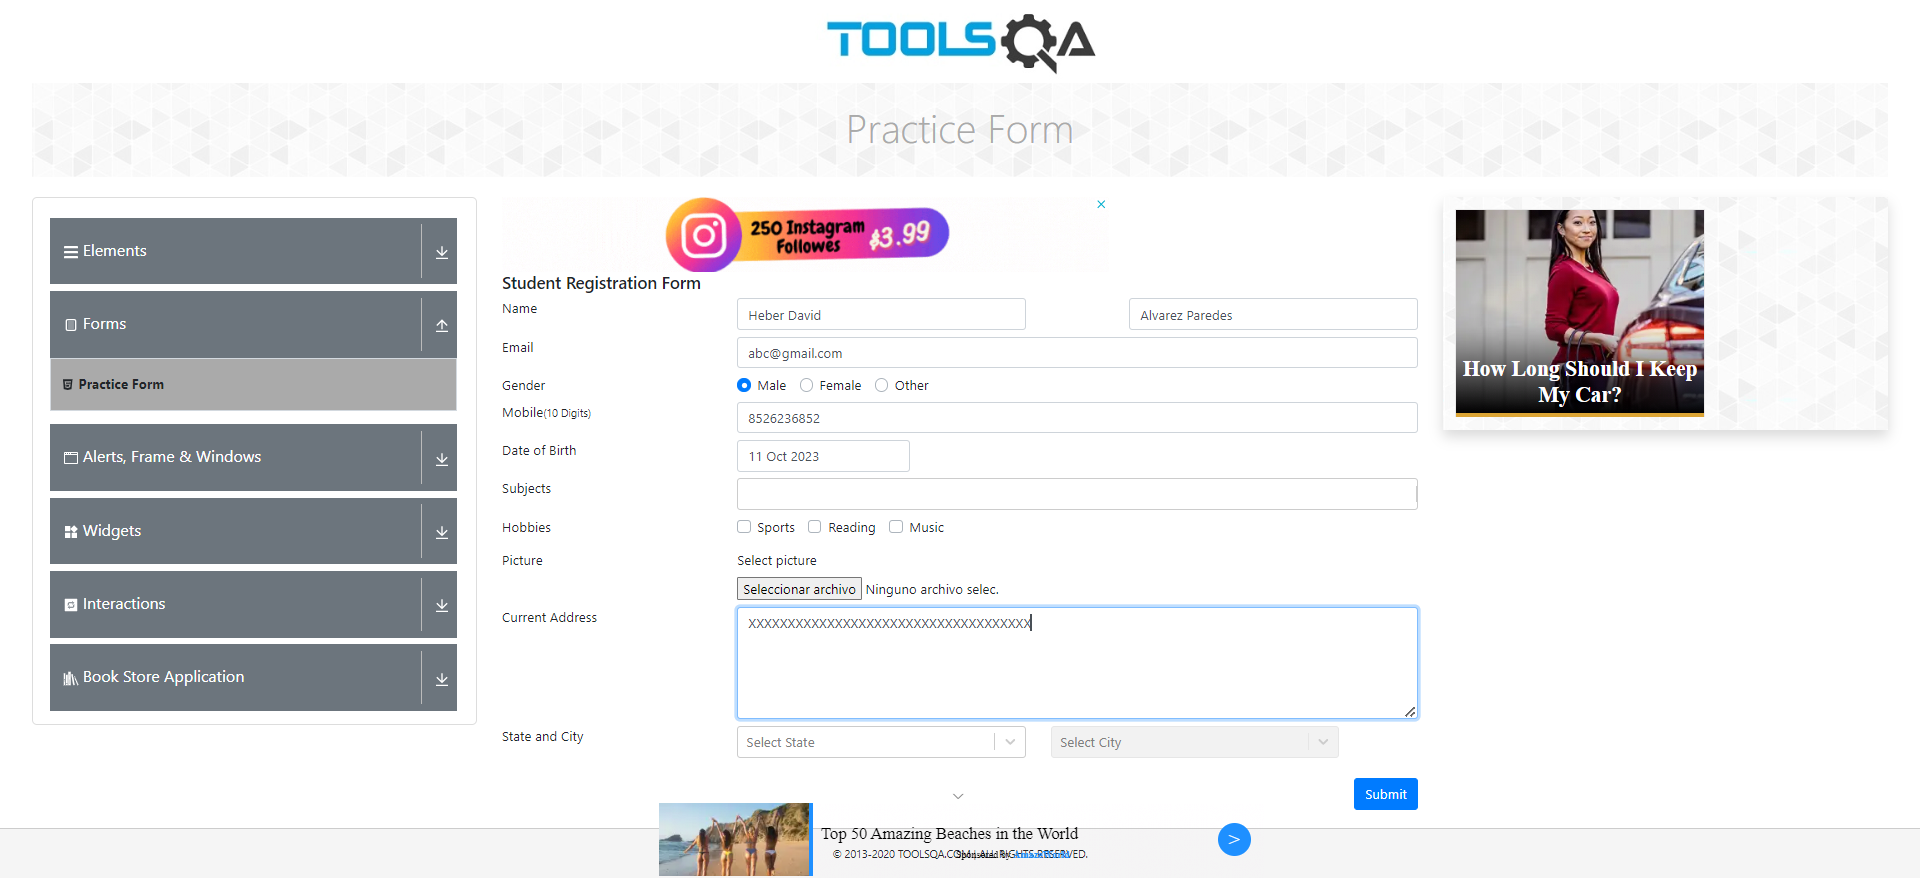 TOOLSQA
Practice Form
Elements
Forms
Practice Form
Alerts, Frame & Windows
Widgets
Interactions
Book Store Application
250 Instagram
Followes
$3.99
Student Registration Form
Name Heber David Alvarez Paredes
Email abc@gmail.com
Gender Male Female Other
Mobile(10 Digits) 8526236852
Date of Birth 11 Oct 2023
Subjects
Hobbies Sports Reading Music
Picture Select picture
Seleccionar archivo Ninguno archivo selec.
Current Address XXXXXXXXXXXXXXXXXXXXXXXXXXXXXXXXXXXX
State and City Select State Select City
Submit
How Long Should I Keep
My Car?
Top 50 Amazing Beaches in the World
© 2013-2020 TOOLSQA.COM | ALL RIGHTS RESERVED.
Sponsored By